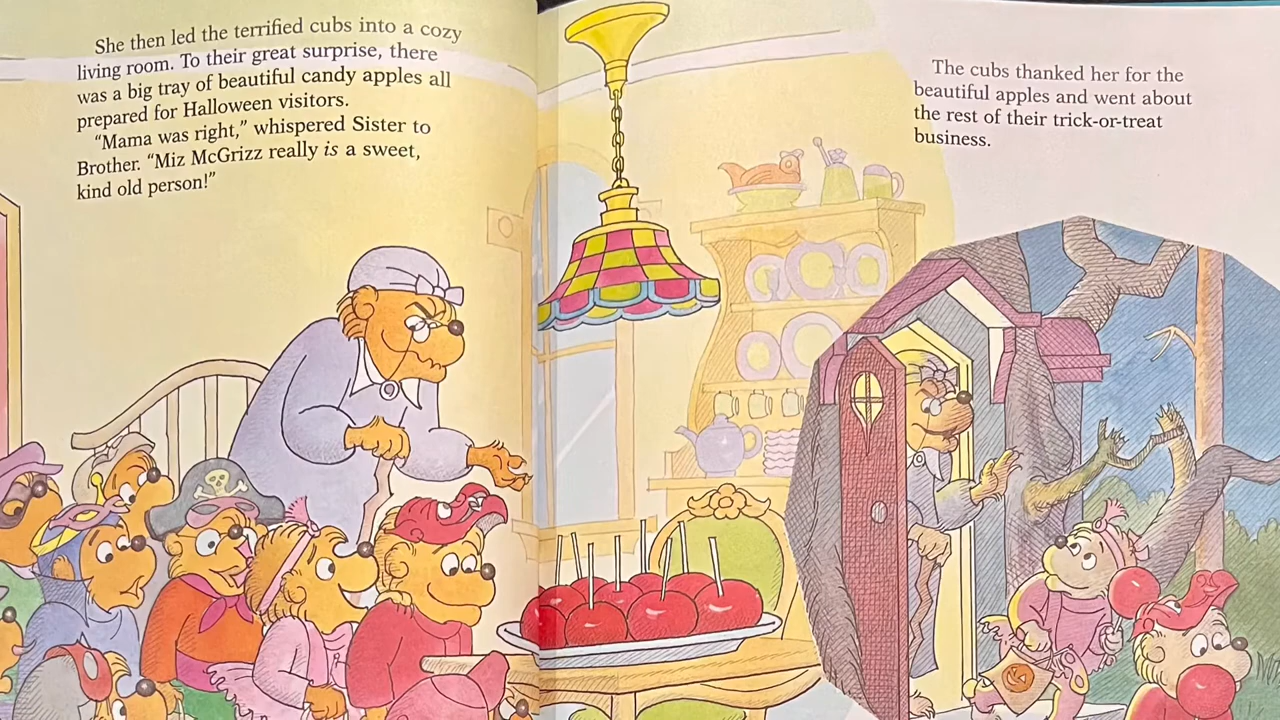 She then led the terrified cubs into a cozy
living room. To their great surprise, there
was a big tray of beautiful candy apples all
prepared for Halloween visitors.
“Mama was right,” whispered Sister to
Brother. “Miz McGrizz really is a sweet,
kind old person!”
The cubs thanked her for the
beautiful apples and went about
the rest of their trick-or-treat
business.